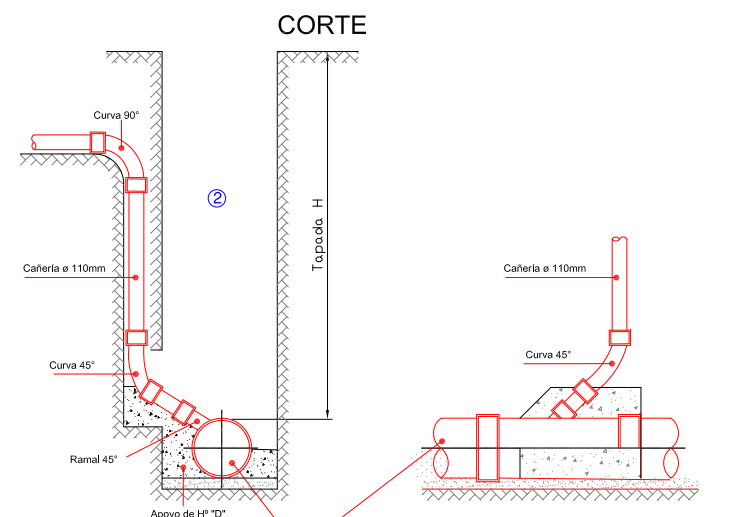 CORTE
Curva 90°
2
Tapada H
Cañería ø 110mm
Cañería ø 110mm
Curva 45°
Curva 45°
Ramal 45°
Apoyo de Hº "D"